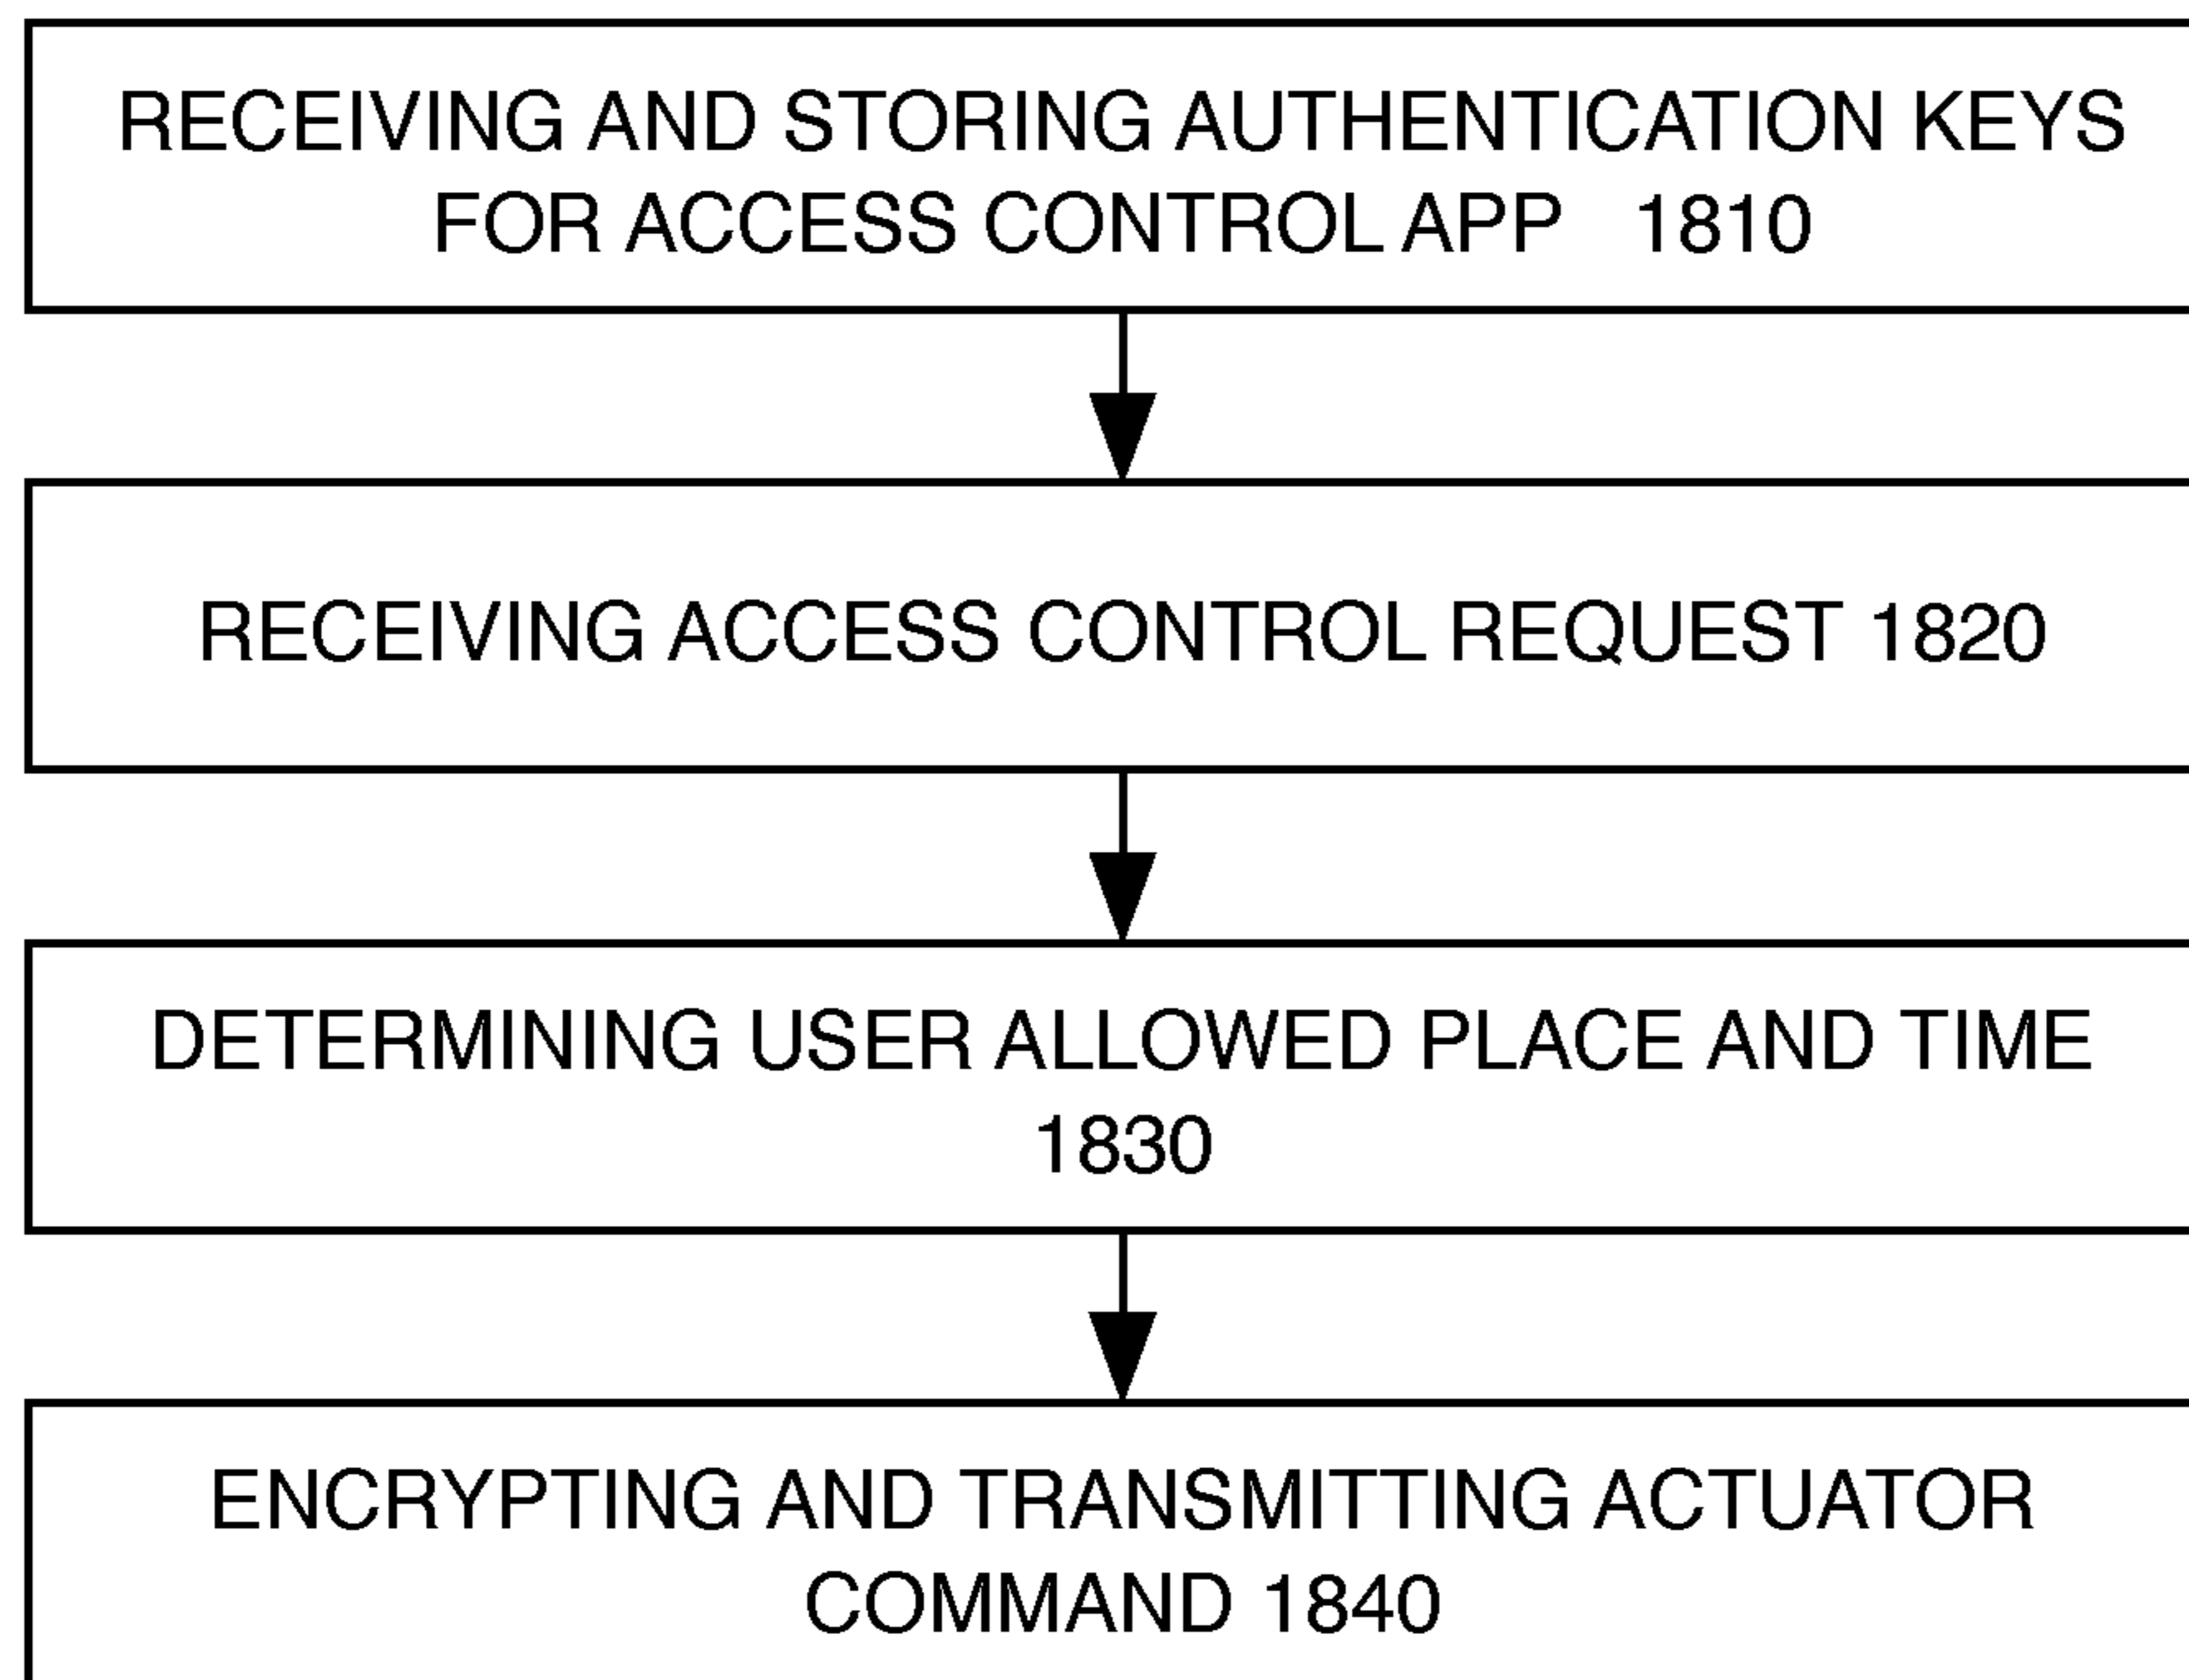 RECEIVING AND STORING AUTHENTICATION KEYS
FOR ACCESS CONTROL APP 1810
RECEIVING ACCESS CONTROL REQUEST 1820
DETERMINING USER ALLOWED PLACE AND TIME
1830
ENCRYPTING AND TRANSMITTING ACTUATOR
COMMAND 1840